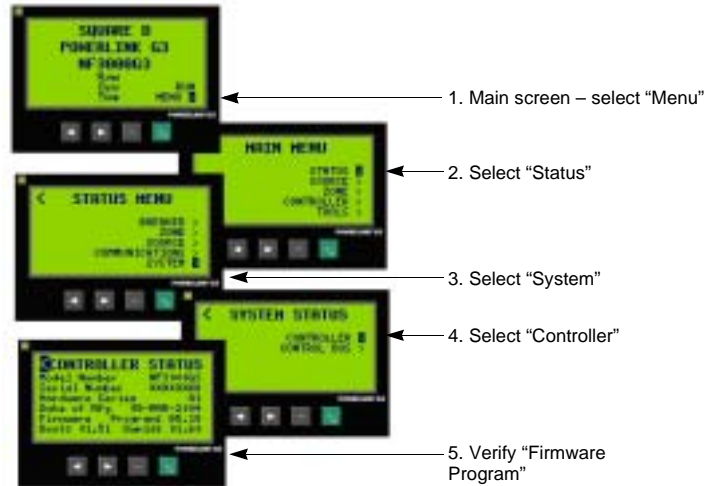 SQUARE D
POWERLINK G3
NF3000G3
Time
RUN
MENU
1. Main screen – select “Menu”
MAIN MENU
STATUS
SOURCE >
ZONE >
CONTROLLER >
TOOLS >
2. Select “Status”
< STATUS MENU
BREAKER >
ZONE >
SOURCE >
COMMUNICATIONS >
SYSTEM
3. Select “System”
< SYSTEM STATUS
CONTROLLER
CONTROL BUS >
4. Select “Controller”
CONTROLLER STATUS
Model Number NF3000G3
Serial Number
Hardware Series
Date of Mfg
Firmware Program
5. Verify “Firmware
Program”